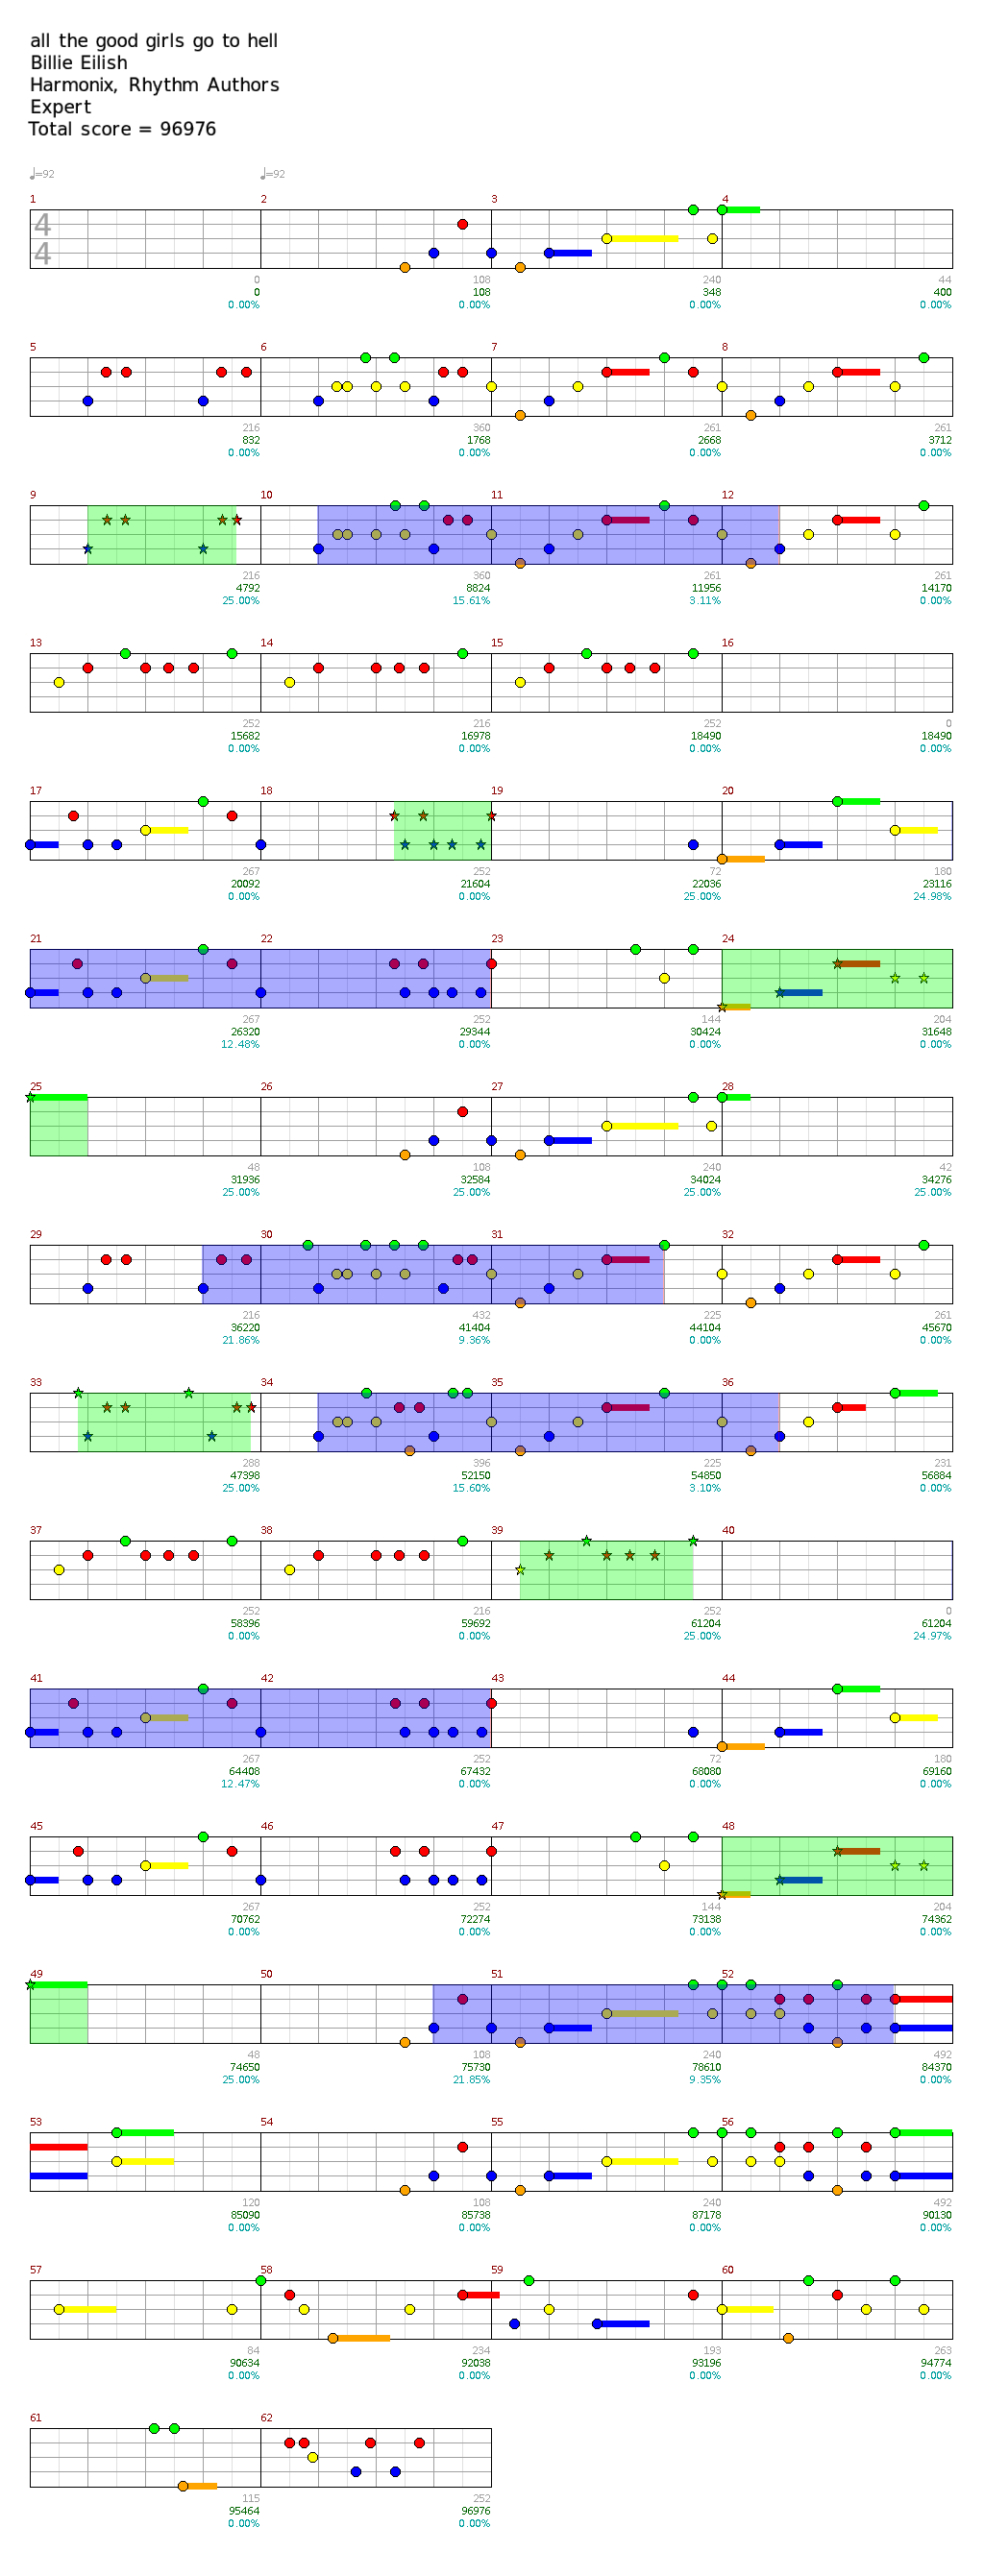 all the good girls go to hell
Billie Eilish
Harmonix, Rhythm Authors
Expert
Total score = 96976
♩=92 ♩=92
1 2 3 4
4
4
0 108 240 44
0 108 348 400
0.00% 0.00% 0.00% 0.00%
5 6 7 8
216 360 261 261
832 1768 2668 3712
0.00% 0.00% 0.00% 0.00%
9 10 11 12
216 360 261 261
4792 8824 11956 14170
25.00% 15.61% 3.11% 0.00%
13 14 15 16
252 216 252 0
15682 16978 18490 18490
0.00% 0.00% 0.00% 0.00%
17 18 19 20
267 252 72 180
20092 21604 22036 23116
0.00% 0.00% 25.00% 24.98%
21 22 23 24
267 252 144 204
26320 29344 30424 31648
12.48% 0.00% 0.00% 0.00%
25 26 27 28
48 108 240 42
31936 32584 34024 34276
25.00% 25.00% 25.00% 25.00%
29 30 31 32
216 432 225 261
36220 41404 44104 45670
21.86% 9.36% 0.00% 0.00%
33 34 35 36
288 396 225 231
47398 52150 54850 56884
25.00% 15.60% 3.10% 0.00%
37 38 39 40
252 216 252 0
58396 59692 61204 61204
0.00% 0.00% 25.00% 24.97%
41 42 43 44
267 252 72 180
64408 67432 68080 69160
12.47% 0.00% 0.00% 0.00%
45 46 47 48
267 252 144 204
70762 72274 73138 74362
0.00% 0.00% 0.00% 0.00%
49 50 51 52
48 108 240 492
74650 75730 78610 84370
25.00% 21.85% 9.35% 0.00%
53 54 55 56
120 108 240 492
85090 85738 87178 90130
0.00% 0.00% 0.00% 0.00%
57 58 59 60
84 234 193 263
90634 92038 93196 94774
0.00% 0.00% 0.00% 0.00%
61 62
115 252
95464 96976
0.00% 0.00%